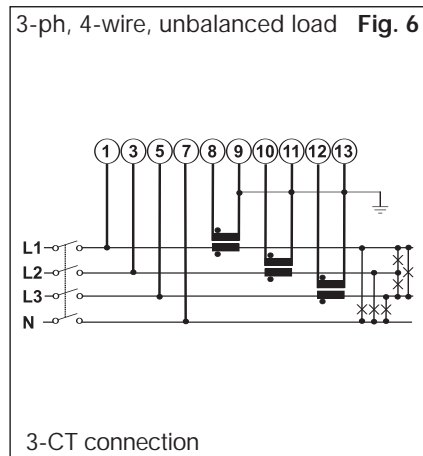 3-ph, 4-wire, unbalanced load Fig. 6
1 3 5 7 8 9 10 11 12 13
L1
L2
L3
N
3-CT connection